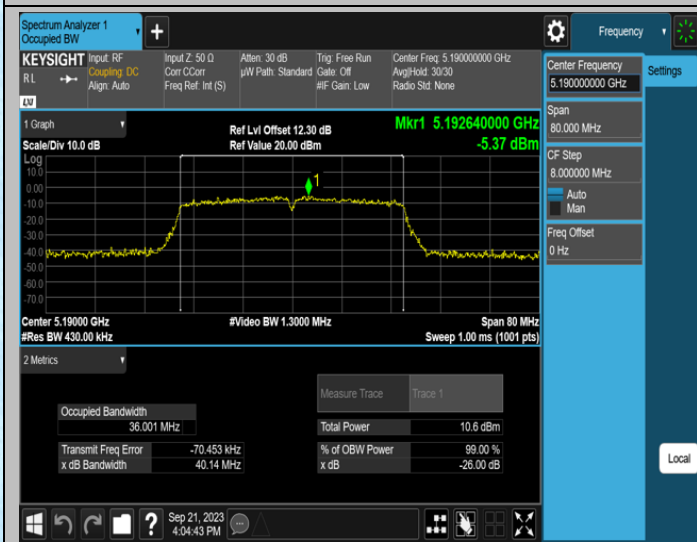 Spectrum Analyzer 1
Occupied BW
+
Frequency
KEYSIGHT
RL
LXI
Input: RF
Coupling: DC
Align: Auto
Input Z: 50 Ω
Corr CCorr
Freq Ref: Int (S)
Atten: 30 dB
µW Path: Standard
Trig: Free Run
Gate: Off
#IF Gain: Low
Center Freq: 5.190000000 GHz
Avg|Hold: 30/30
Radio Std: None
Center Frequency
5.190000000 GHz
Settings
Span
80.000 MHz
CF Step
8.000000 MHz
Auto
Man
Freq Offset
0 Hz
1 Graph
Scale/Div 10.0 dB
Ref Lvl Offset 12.30 dB
Ref Value 20.00 dBm
Mkr1 5.192640000 GHz
-5.37 dBm
Log
10.0
0.00
-10.0
-20.0
-30.0
-40.0
-50.0
-60.0
-70.0
1
Center 5.19000 GHz
#Res BW 430.00 kHz
#Video BW 1.3000 MHz
Span 80 MHz
Sweep 1.00 ms (1001 pts)
2 Metrics
Measure Trace Trace 1
Occupied Bandwidth
36.001 MHz
Total Power 10.6 dBm
Transmit Freq Error -70.453 kHz
% of OBW Power 99.00 %
x dB Bandwidth 40.14 MHz
x dB -26.00 dB
Local
?
Sep 21, 2023
4:04:43 PM